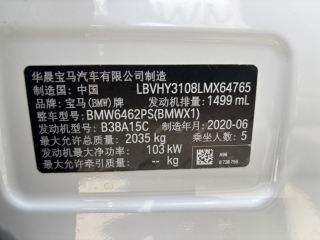 华晨宝马汽车有限公司制造
制造国：中国 LBVHY3108LMX64765
品牌：宝马(BMW)牌 发动机排量：1499 mL
整车型号：BMW6462PS(BMWX1)
发动机型号：B38A15C 制造年月：2020-06
最大允许总质量：2035 kg 乘坐人数：5
发动机最大净功率：103 kW
最大允许牵引质量：-- kg